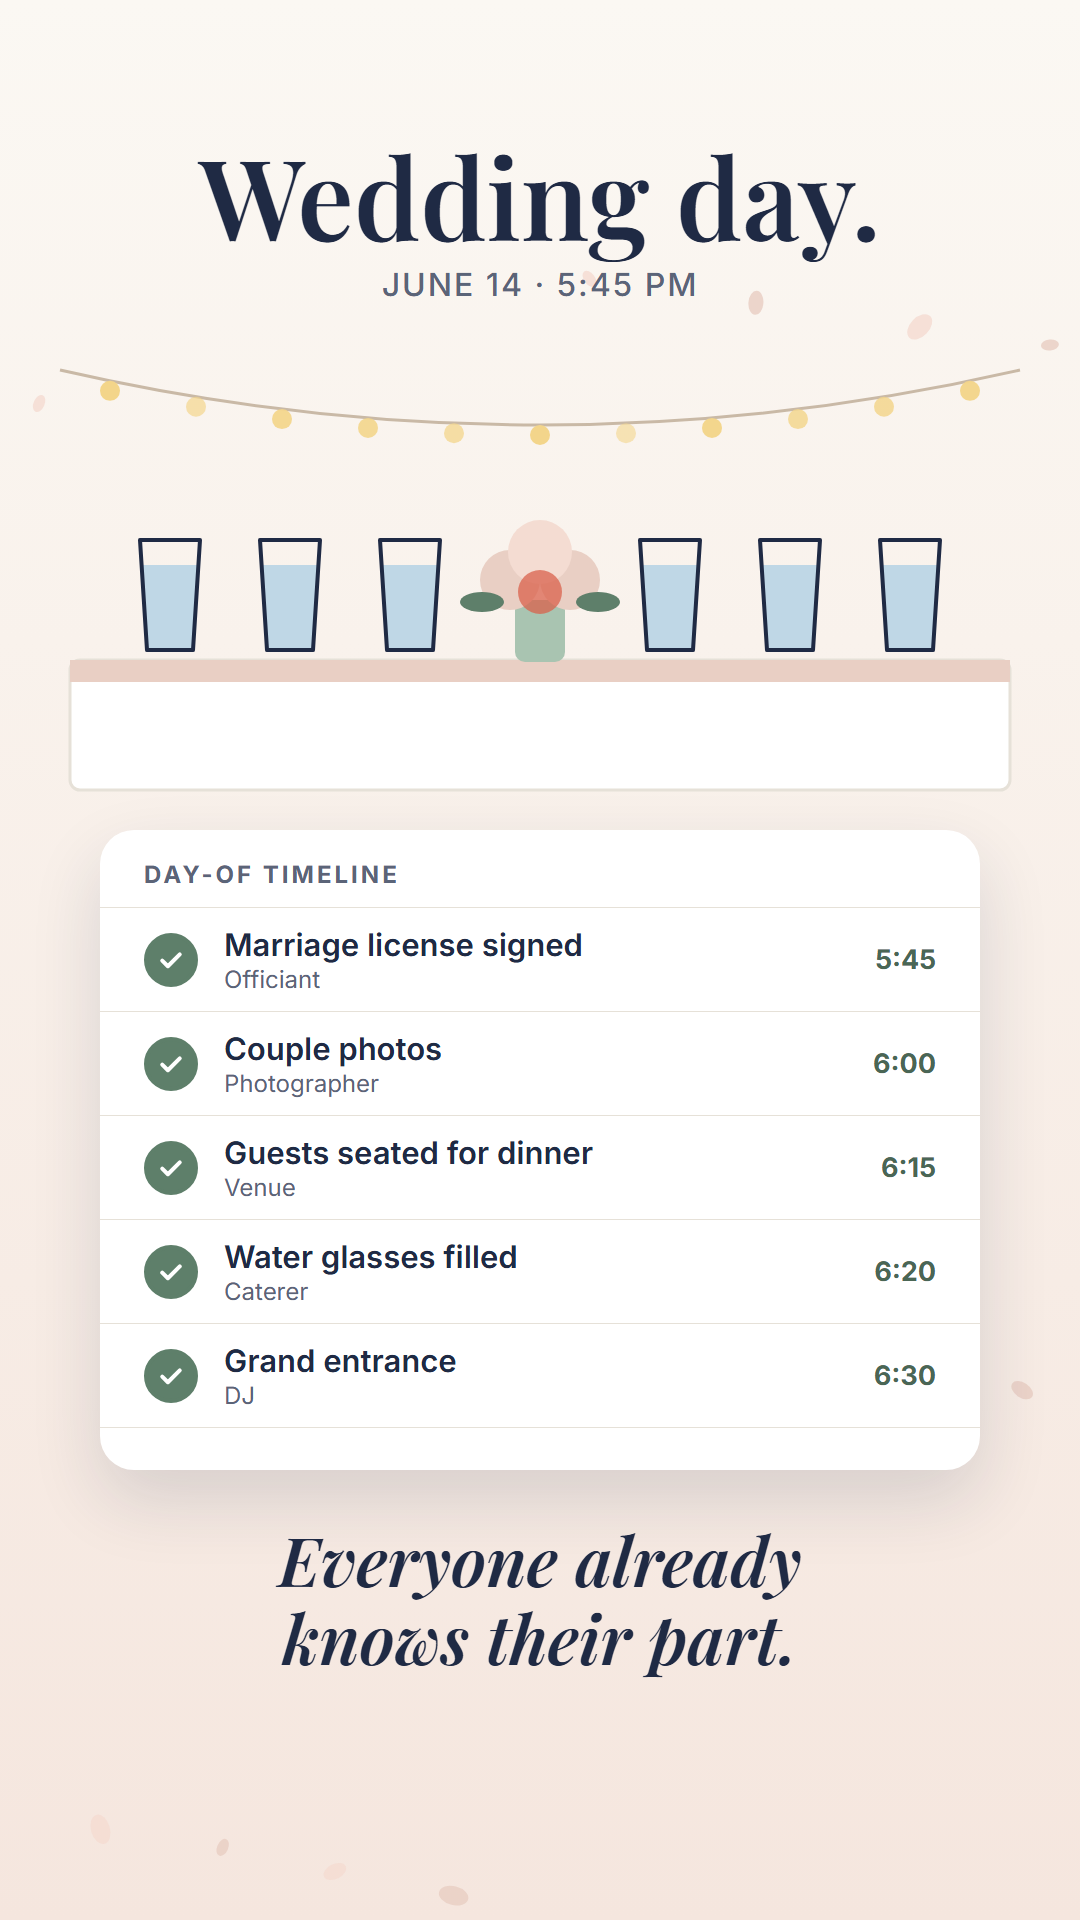 Wedding day.
JUNE 14 · 5:45 PM
DAY-OF TIMELINE
Marriage license signed
Officiant
5:45
Couple photos
Photographer
6:00
Guests seated for dinner
Venue
6:15
Water glasses filled
Caterer
6:20
Grand entrance
DJ
6:30
Everyone already
knows their part.